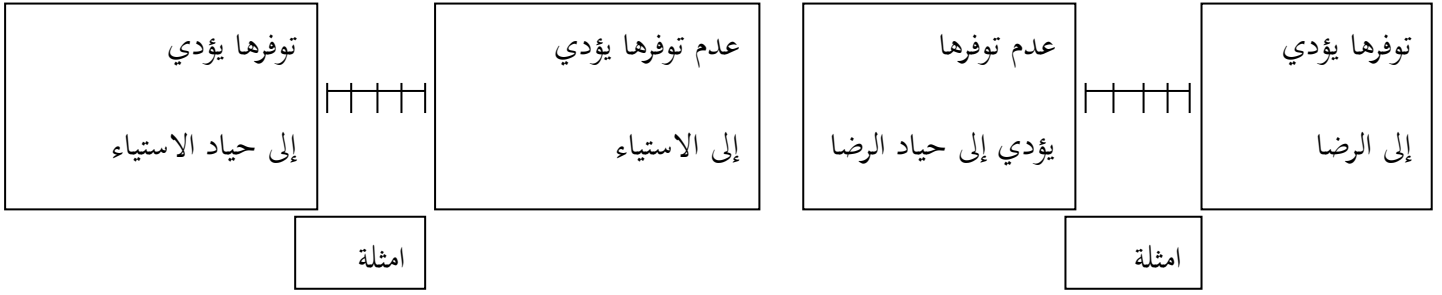 توفرها يؤدي
إلى الرضا
عدم توفرها
يؤدي إلى حياد الرضا
عدم توفرها يؤدي
إلى الاستياء
توفرها يؤدي
إلى حياد الاستياء
امثلة
امثلة